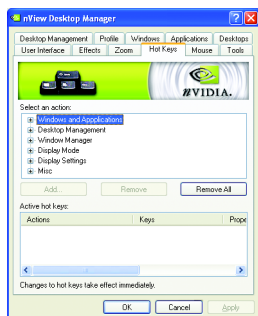 nView Desktop Manager
Desktop Management Profile Windows Applications Desktops
User Interface Effects Zoom Hot Keys Mouse Tools
nVIDIA.
Select an action:
Windows and Applications
Desktop Management
Window Manager
Display Mode
Display Settings
Misc
Add... Remove Remove All
Active hot keys:
Actions Keys Prope
Changes to hot keys take effect immediately.
OK Cancel Apply